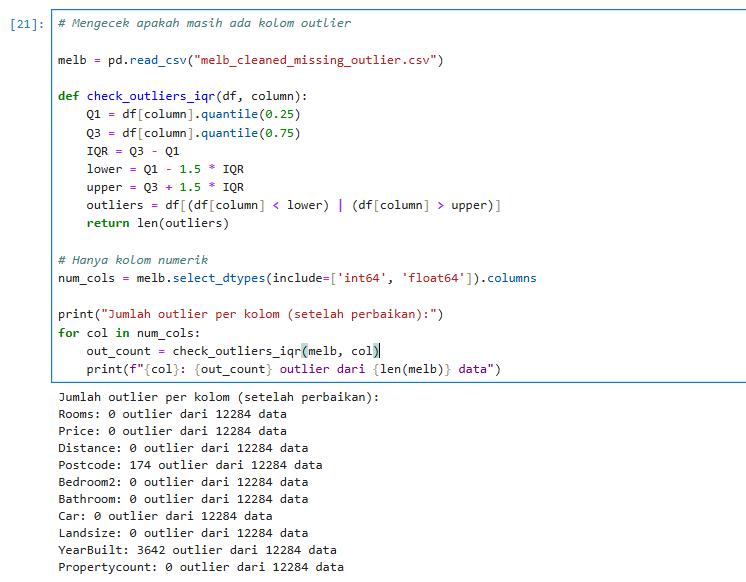 [21]: # Mengecek apakah masih ada kolom outlier
melb = pd.read_csv("melb_cleaned_missing_outlier.csv")
def check_outliers_iqr(df, column):
    Q1 = df[column].quantile(0.25)
    Q3 = df[column].quantile(0.75)
    IQR = Q3 - Q1
    lower = Q1 - 1.5 * IQR
    upper = Q3 + 1.5 * IQR
    outliers = df[(df[column] < lower) | (df[column] > upper)]
    return len(outliers)
# Hanya kolom numerik
num_cols = melb.select_dtypes(include=['int64', 'float64']).columns
print("Jumlah outlier per kolom (setelah perbaikan):")
for col in num_cols:
    out_count = check_outliers_iqr(melb, col)
    print(f"{col}: {out_count} outlier dari {len(melb)} data")
Jumlah outlier per kolom (setelah perbaikan):
Rooms: 0 outlier dari 12284 data
Price: 0 outlier dari 12284 data
Distance: 0 outlier dari 12284 data
Postcode: 174 outlier dari 12284 data
Bedroom2: 0 outlier dari 12284 data
Bathroom: 0 outlier dari 12284 data
Car: 0 outlier dari 12284 data
Landsize: 0 outlier dari 12284 data
YearBuilt: 3642 outlier dari 12284 data
Propertycount: 0 outlier dari 12284 data